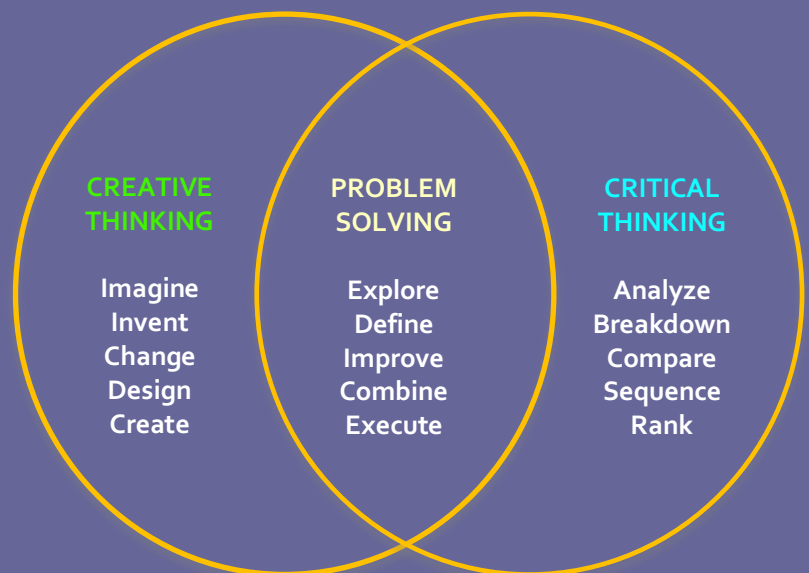 CREATIVE
THINKING
Imagine
Invent
Change
Design
Create
PROBLEM
SOLVING
Explore
Define
Improve
Combine
Execute
CRITICAL
THINKING
Analyze
Breakdown
Compare
Sequence
Rank